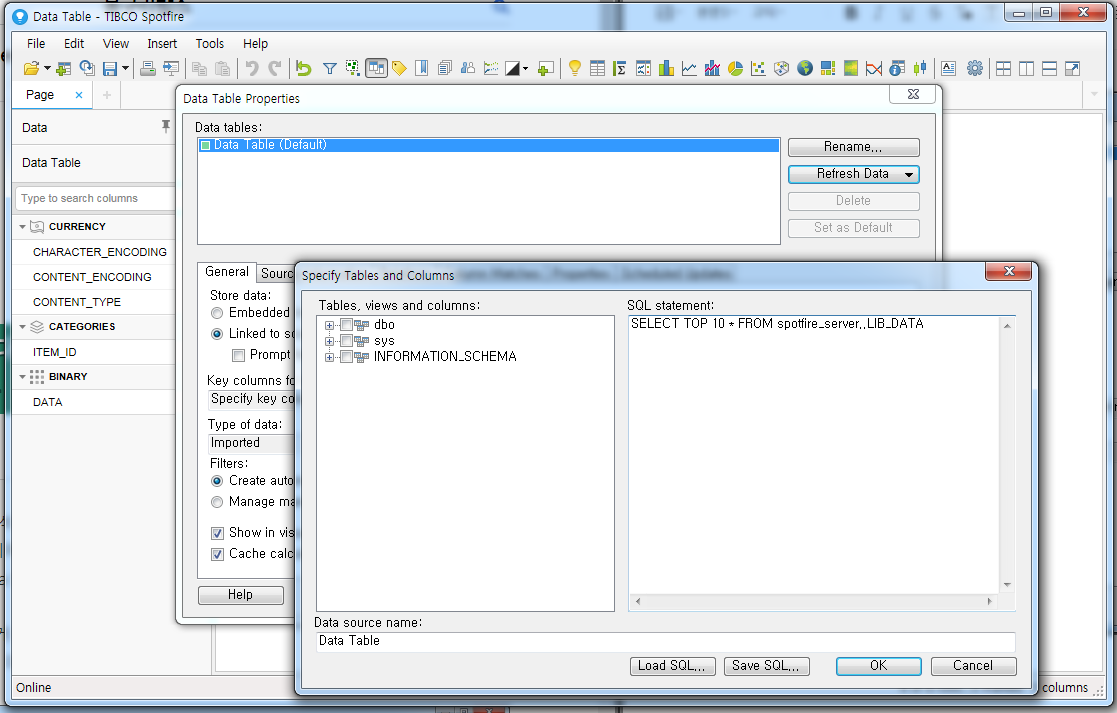 Data Table - TIBCO Spotfire
File Edit View Insert Tools Help
Page
Data
Data Table
Type to search columns
CURRENCY
CHARACTER_ENCODING
CONTENT_ENCODING
CONTENT_TYPE
CATEGORIES
ITEM_ID
BINARY
DATA
Online
columns
Data Table Properties
Data tables:
Data Table (Default)
Rename...
Refresh Data
Delete
Set as Default
General Sourc
Store data:
Embedded
Linked to so
Prompt
Key columns fo
Specify key co
Type of data:
Imported
Filters:
Create auto
Manage ma
Show in vis
Cache calc
Help
Specify Tables and Columns
Tables, views and columns:
dbo
sys
INFORMATION_SCHEMA
SQL statement:
SELECT TOP 10 * FROM spotfire_server..LIB_DATA
Data source name:
Data Table
Load SQL... Save SQL... OK Cancel